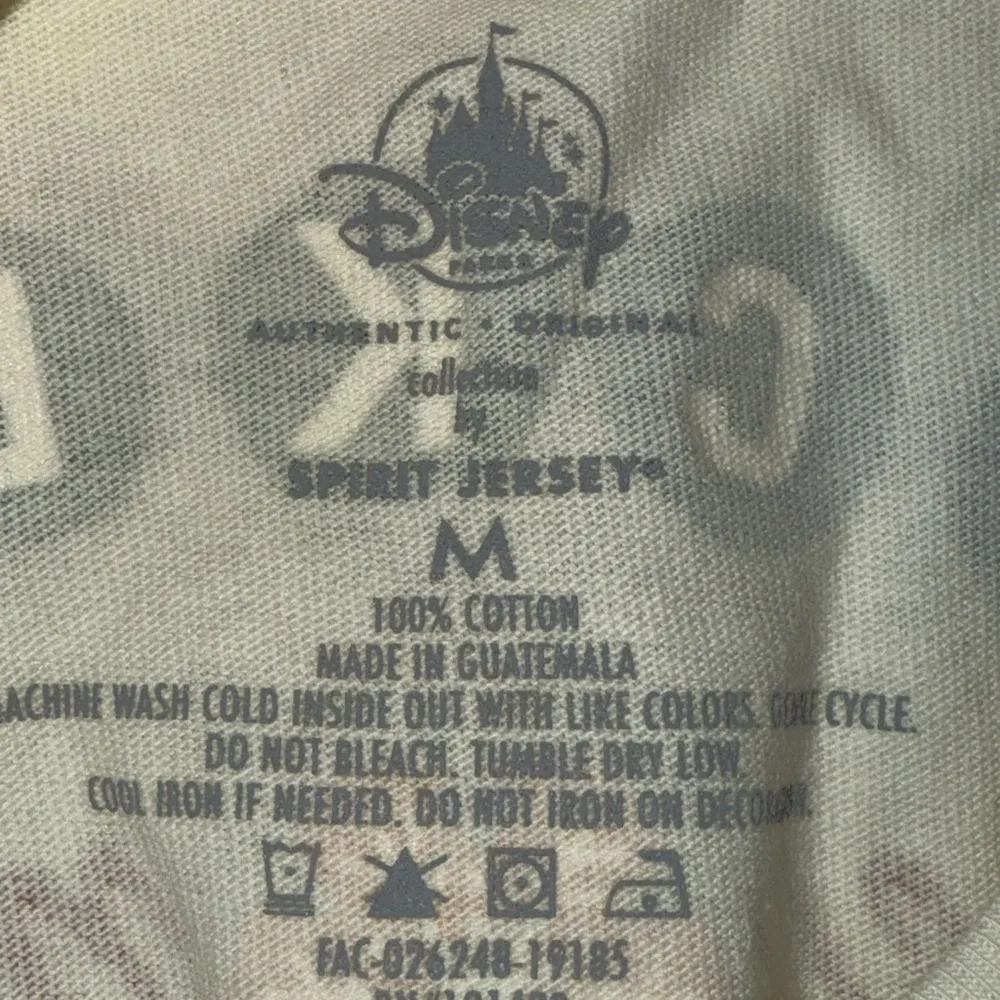 Disney
PARKS
AUTHENTIC • ORIGINAL
collection
by
SPIRIT JERSEY®
M
100% COTTON
MADE IN GUATEMALA
MACHINE WASH COLD INSIDE OUT WITH LIKE COLORS. CYCLE.
DO NOT BLEACH. TUMBLE DRY LOW.
COOL IRON IF NEEDED. DO NOT IRON ON
FAC-026248-19185